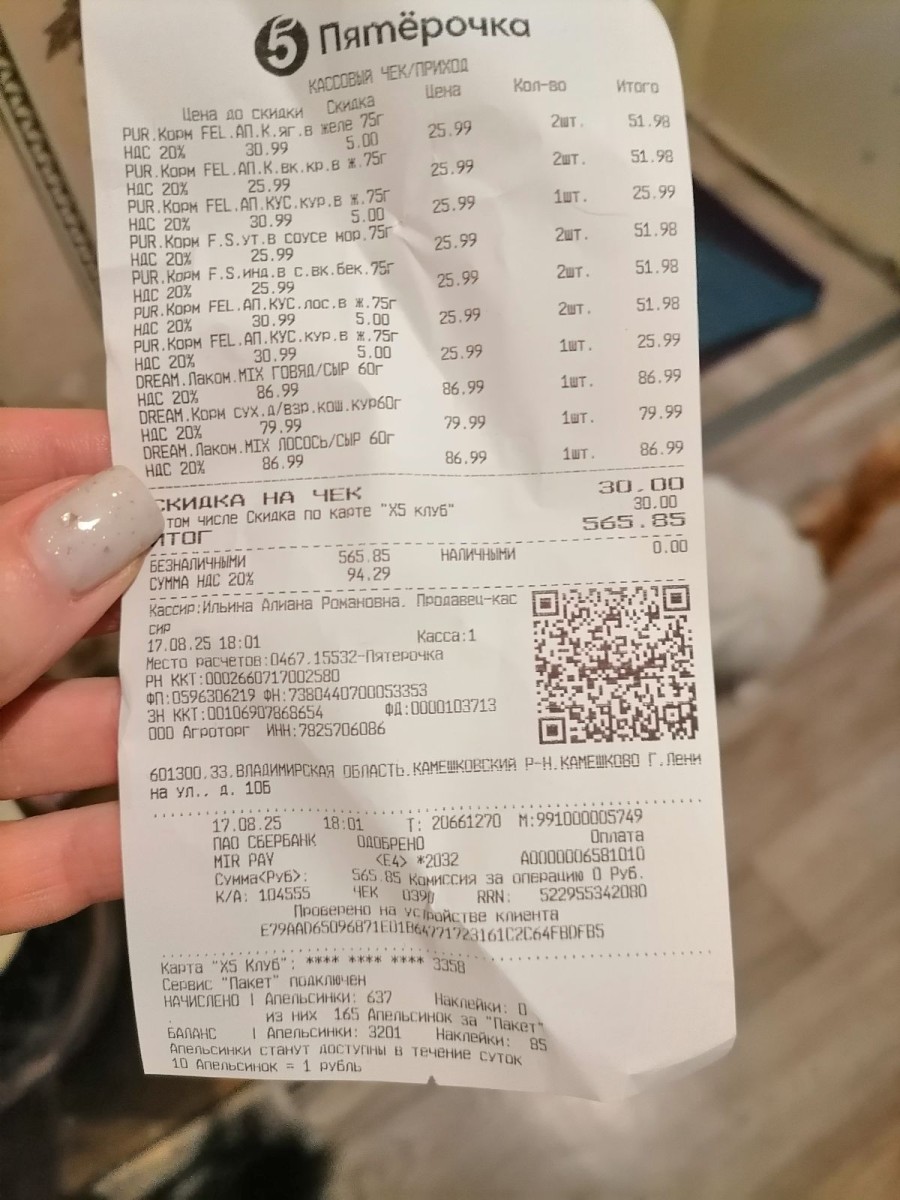 5 Пятёрочка
КАССОВЫЙ ЧЕК/ПРИХОД
Цена до скидки Скидка Цена Кол-во Итого
PUR.Корм FEL.АП.К.яг.в желе 75г 25.99 2шт. 51.98
НДС 20% 30.99 5.00
PUR.Корм FEL.АП.К.вк.кр.в ж.75г 25.99 2шт. 51.98
НДС 20% 25.99
PUR.Корм FEL.АП.КУС.кур.в ж.75г 25.99 1шт. 25.99
НДС 20% 30.99 5.00
PUR.Корм F.S.ут.в соусе мор.75г 25.99 2шт. 51.98
НДС 20% 25.99
PUR.Корм F.S.инд.в с.вк.бек.75г 25.99 2шт. 51.98
НДС 20% 25.99
PUR.Корм FEL.АП.КУС.лос.в ж.75г 25.99 2шт. 51.98
НДС 20% 30.99 5.00
PUR.Корм FEL.АП.КУС.кур.в ж.75г 25.99 1шт. 25.99
НДС 20% 30.99 5.00
DREAM.Лаком.MIX ГОВЯД/СЫР 60г 86.99 1шт. 86.99
НДС 20% 86.99
DREAM.Корм сух.д/взр.кош.кур60г 79.99 1шт. 79.99
НДС 20% 79.99
DREAM.Лаком.MIX ЛОСОСЬ/СЫР 60г 86.99 1шт. 86.99
НДС 20% 86.99
СКИДКА НА ЧЕК 30.00
том числе Скидка по карте "X5 клуб" 30.00
ИТОГ 565.85
БЕЗНАЛИЧНЫМИ 565.85 НАЛИЧНЫМИ 0.00
СУММА НДС 20% 94.29
Кассир:Ильина Алиана Романовна. Продавец-кас
сир
17.08.25 18:01 Касса:1
Место расчетов:0467.15532-Пятерочка
РН ККТ:0002660717002580
ФП:0596306219 ФН:7380440700053353
ЗН ККТ:00106907868654 ФД:0000103713
ООО Агроторг ИНН:7825706086
601300.33.ВЛАДИМИРСКАЯ ОБЛАСТЬ.КАМЕШКОВСКИЙ Р-Н.КАМЕШКОВО Г.Лени
на ул., д. 10Б
17.08.25 18:01 Т: 20661270 М:991000005749
ПАО СБЕРБАНК ОДОБРЕНО Оплата
MIR PAY <E4> *2032 A0000006581010
Сумма<Руб>: 565.85 Комиссия за операцию 0 Руб.
К/А: 104555 ЧЕК 0390 RRN: 522955342080
Проверено на устройстве клиента
E79AAD65096B71E01B64771723161C2C64FBDFB5
Карта "X5 Клуб": **** **** **** 3358
Сервис "Пакет" подключен
НАЧИСЛЕНО | Апельсинки: 637 Наклейки: 0
. из них 165 Апельсинок за "Пакет"
БАЛАНС | Апельсинки: 3201 Наклейки: 85
Апельсинки станут доступны в течение суток
10 Апельсинок = 1 рубль